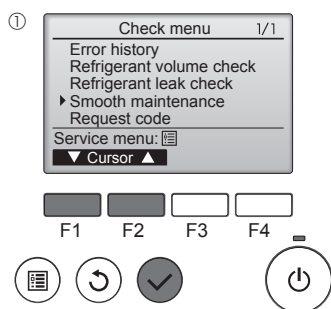 ①
Check menu 1/1
Error history
Refrigerant volume check
Refrigerant leak check
Smooth maintenance
Request code
Service menu:
▼ Cursor ▲
F1 F2 F3 F4